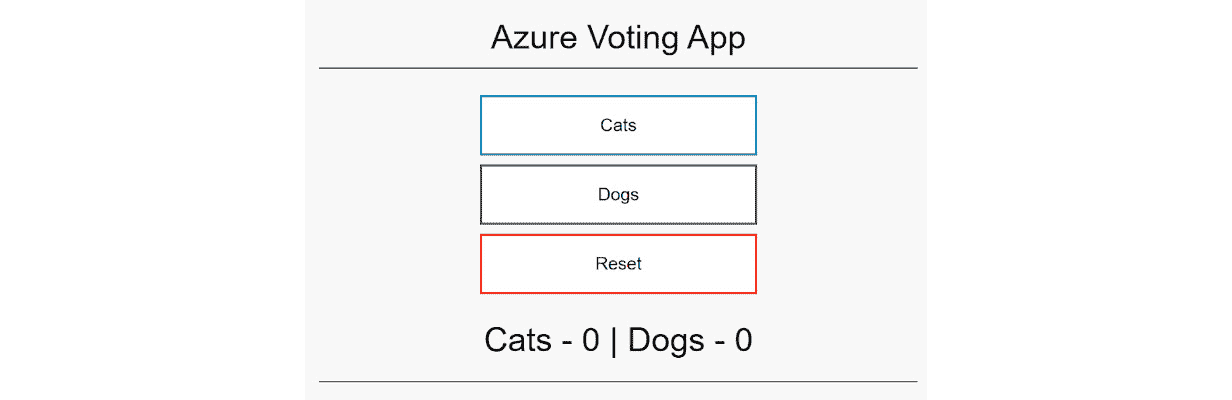 Azure Voting App
Cats
Dogs
Reset
Cats - 0 | Dogs - 0